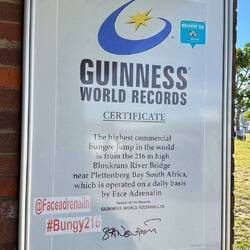 REVIEW US
GUINNESS
WORLD RECORDS
CERTIFICATE
The highest commercial
bungee jump in the world
is from the 216 m high
Bloukrans River Bridge
near Plettenberg Bay South Africa,
which is operated on a daily basis
by Face Adrenalin
GUINNESS WORLD RECORDS LTD
@Faceadrenalin
#Bungy216